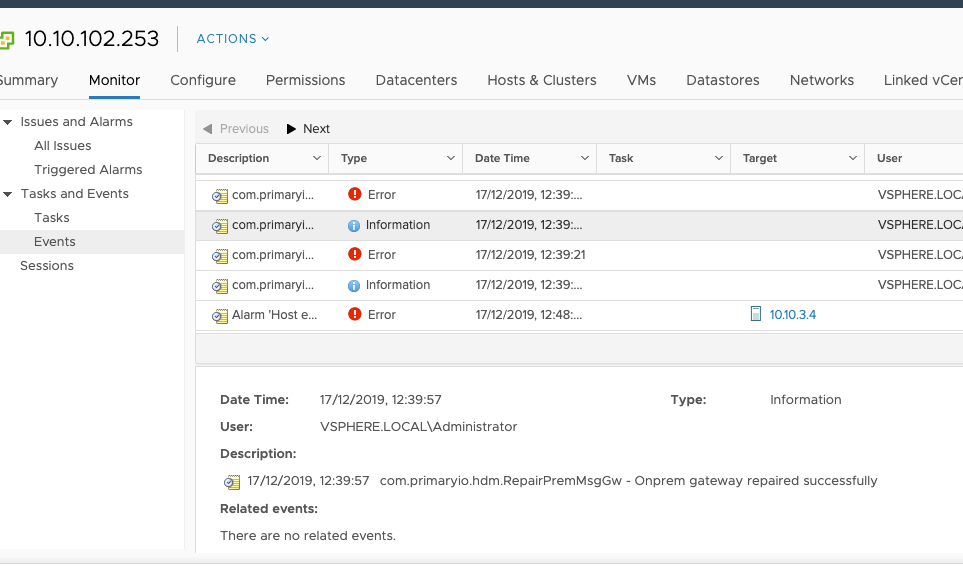 10.10.102.253 ACTIONS
Summary Monitor Configure Permissions Datacenters Hosts & Clusters VMs Datastores Networks Linked vCen
Issues and Alarms
All Issues
Triggered Alarms
Tasks and Events
Tasks
Events
Sessions
Previous Next
Description Type Date Time Task Target User
com.primaryi... Error 17/12/2019, 12:39:... VSPHERE.LOC
com.primaryi... Information 17/12/2019, 12:39:... VSPHERE.LOC
com.primaryi... Error 17/12/2019, 12:39:21 VSPHERE.LOC
com.primaryi... Information 17/12/2019, 12:39:... VSPHERE.LOC
Alarm 'Host e... Error 17/12/2019, 12:48:... 10.10.3.4
Date Time: 17/12/2019, 12:39:57 Type: Information
User: VSPHERE.LOCAL\Administrator
Description:
17/12/2019, 12:39:57 com.primaryio.hdm.RepairPremMsgGw - Onprem gateway repaired successfully
Related events:
There are no related events.